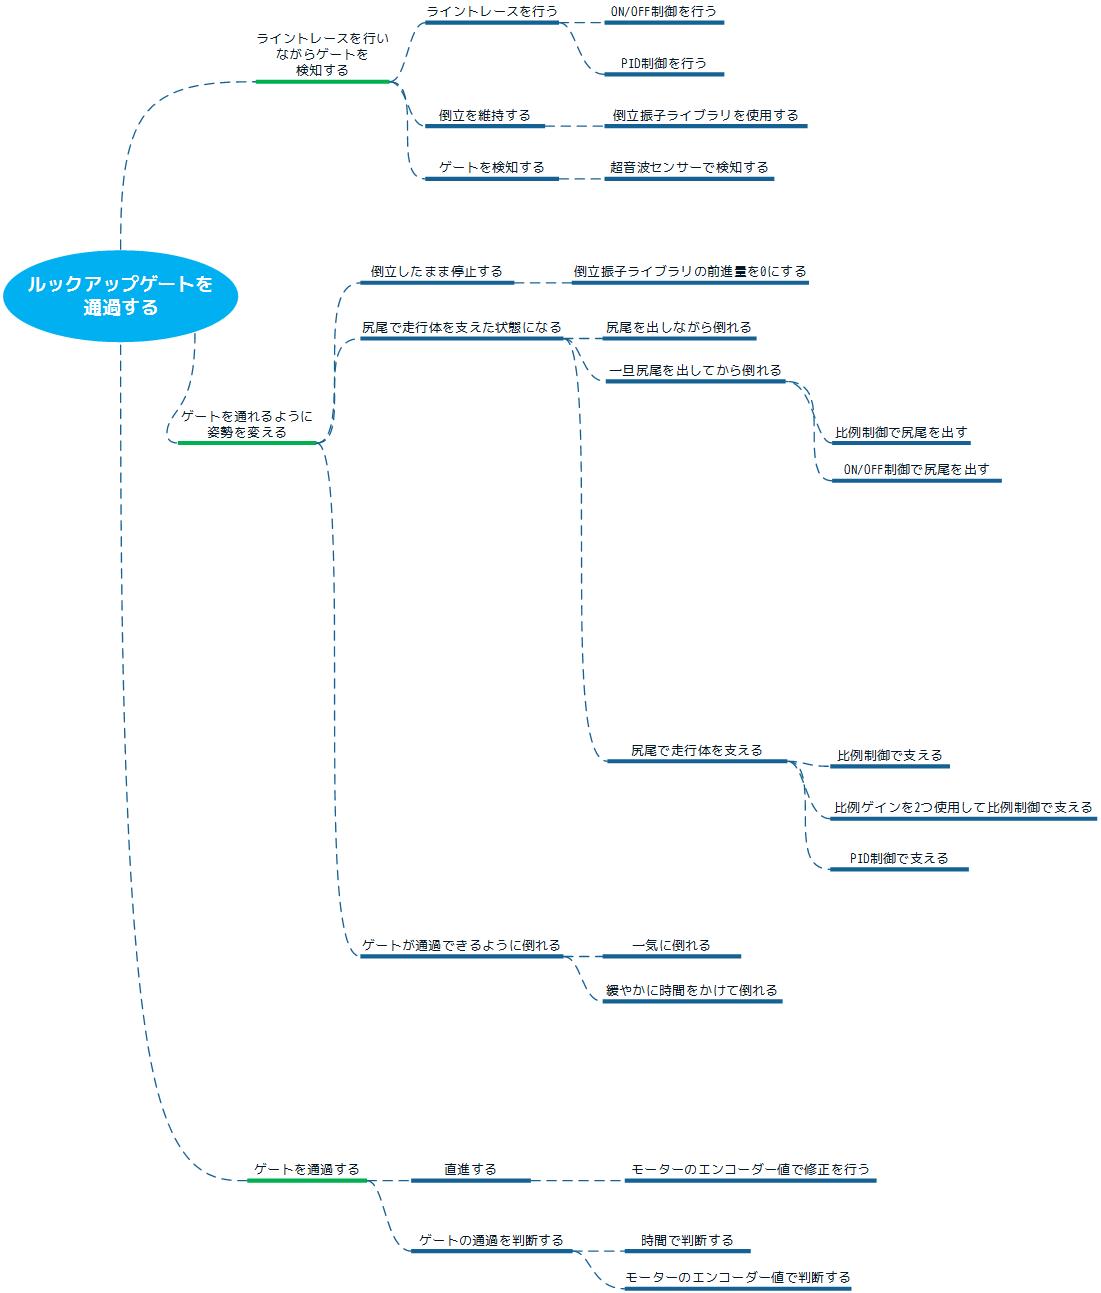 ライントレースを行う
ON/OFF制御を行う
ライントレースを行い
ながらゲートを
検知する
PID制御を行う
倒立を維持する
倒立振子ライブラリを使用する
ゲートを検知する
超音波センサーで検知する
ルックアップゲートを
通過する
倒立したまま停止する
倒立振子ライブラリの前進量を0にする
尻尾で走行体を支えた状態になる
尻尾を出しながら倒れる
一旦尻尾を出してから倒れる
ゲートを通れるように
姿勢を変える
比例制御で尻尾を出す
ON/OFF制御で尻尾を出す
尻尾で走行体を支える
比例制御で支える
比例ゲインを2つ使用して比例制御で支える
PID制御で支える
ゲートが通過できるように倒れる
一気に倒れる
緩やかに時間をかけて倒れる
ゲートを通過する
直進する
モーターのエンコーダー値で修正を行う
ゲートの通過を判断する
時間で判断する
モーターのエンコーダー値で判断する